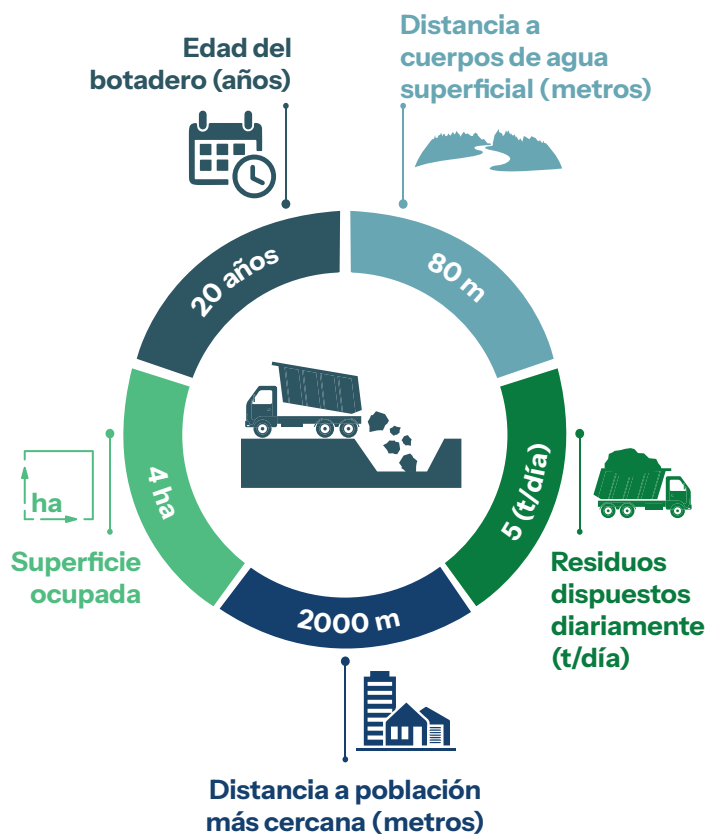 Edad del
botadero (años)
Distancia a
cuerpos de agua
superficial (metros)
20 años
80 m
4 ha
5 (t/día)
2000 m
ha
Superficie
ocupada
Residuos
dispuestos
diariamente
(t/día)
Distancia a población
más cercana (metros)